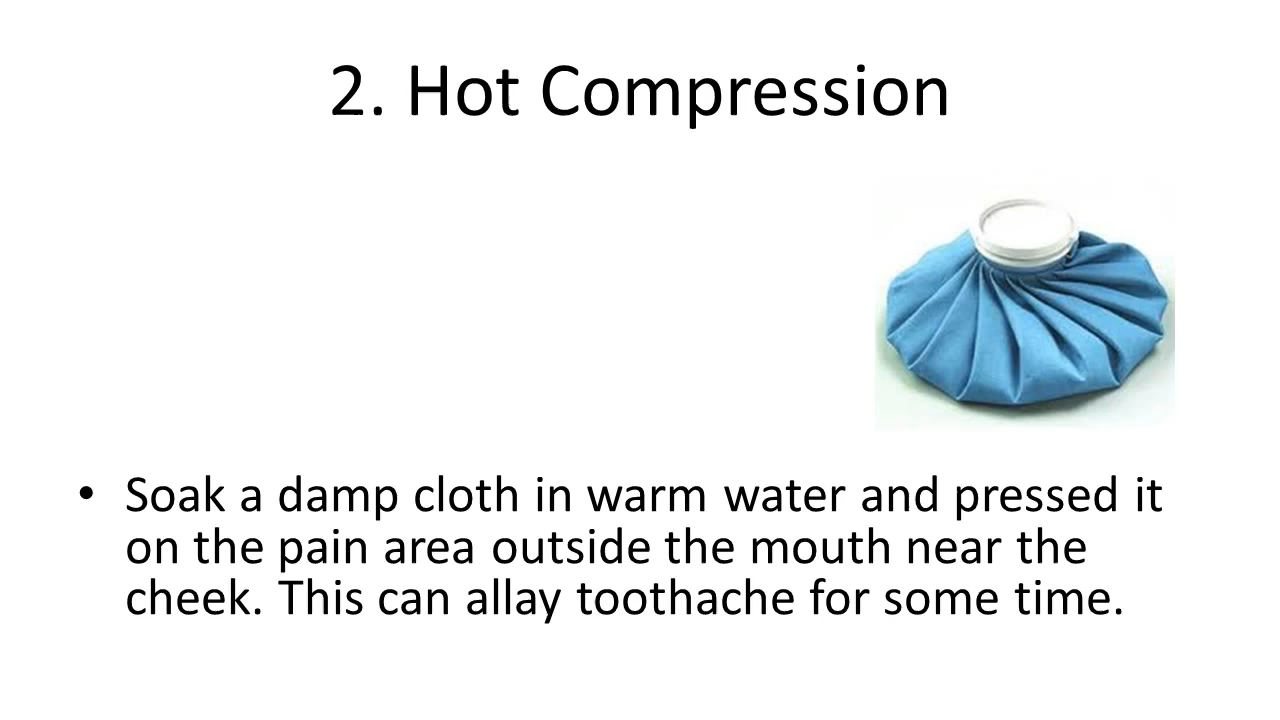 2. Hot Compression
• Soak a damp cloth in warm water and pressed it
on the pain area outside the mouth near the
cheek. This can allay toothache for some time.